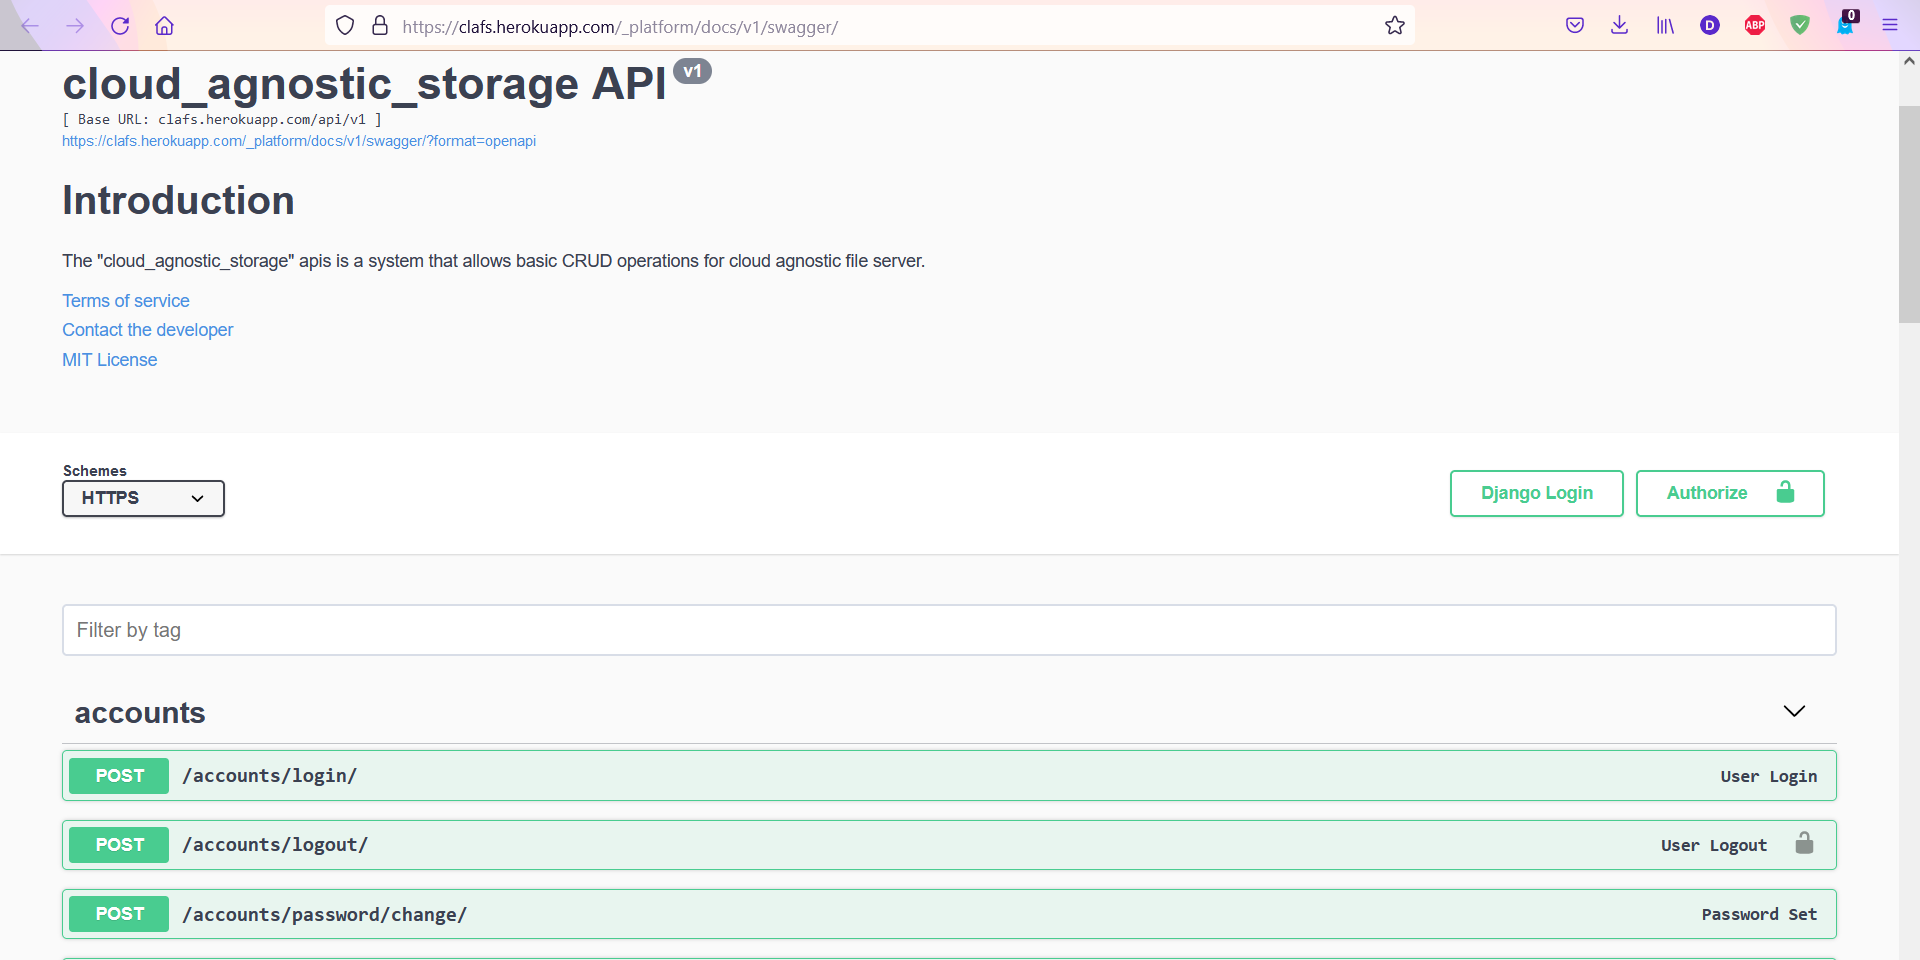 https://clafs.herokuapp.com/_platform/docs/v1/swagger/
D
ABP
0
cloud_agnostic_storage API v1
[ Base URL: clafs.herokuapp.com/api/v1 ]
https://clafs.herokuapp.com/_platform/docs/v1/swagger/?format=openapi
Introduction
The "cloud_agnostic_storage" apis is a system that allows basic CRUD operations for cloud agnostic file server.
Terms of service
Contact the developer
MIT License
Schemes
HTTPS
Django Login
Authorize
Filter by tag
accounts
POST /accounts/login/ User Login
POST /accounts/logout/ User Logout
POST /accounts/password/change/ Password Set